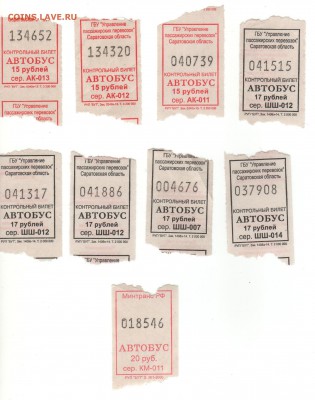 COINS.LAVE.RU
134652
КОНТРОЛЬНЫЙ БИЛЕТ
АВТОБУС
15 рублей
сер. АК-013
ГБУ "Управление
пассажирских перевозок"
Саратовская область
134320
КОНТРОЛЬНЫЙ БИЛЕТ
АВТОБУС
15 рублей
сер. АК-012
ГБУ "Управление
пассажирских перевозок"
Саратовская область
040739
КОНТРОЛЬНЫЙ БИЛЕТ
АВТОБУС
15 рублей
сер. АК-011
ГБУ "Управление
пассажирских перевозок"
Саратовская область
041515
КОНТРОЛЬНЫЙ БИЛЕТ
АВТОБУС
17 рублей
сер. ШШ-012
ГБУ "Управление
пассажирских перевозок"
Саратовская область
041317
КОНТРОЛЬНЫЙ БИЛЕТ
АВТОБУС
17 рублей
сер. ШШ-012
ГБУ "Управление
пассажирских перевозок"
Саратовская область
041886
КОНТРОЛЬНЫЙ БИЛЕТ
АВТОБУС
17 рублей
сер. ШШ-012
ГБУ "Управление
пассажирских перевозок"
Саратовская область
004676
КОНТРОЛЬНЫЙ БИЛЕТ
АВТОБУС
17 рублей
сер. ШШ-007
ГБУ "Управление
пассажирских перевозок"
Саратовская область
037908
КОНТРОЛЬНЫЙ БИЛЕТ
АВТОБУС
17 рублей
сер. ШШ-014
Минтранс РФ
018546
АВТОБУС
20 руб.
сер. КМ-011